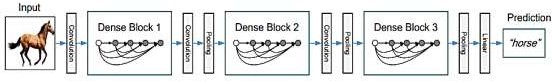 Input
Prediction
Convolution
Dense Block 1
Convolution
Pooling
Dense Block 2
Convolution
Pooling
Dense Block 3
Pooling
Linear
"horse"